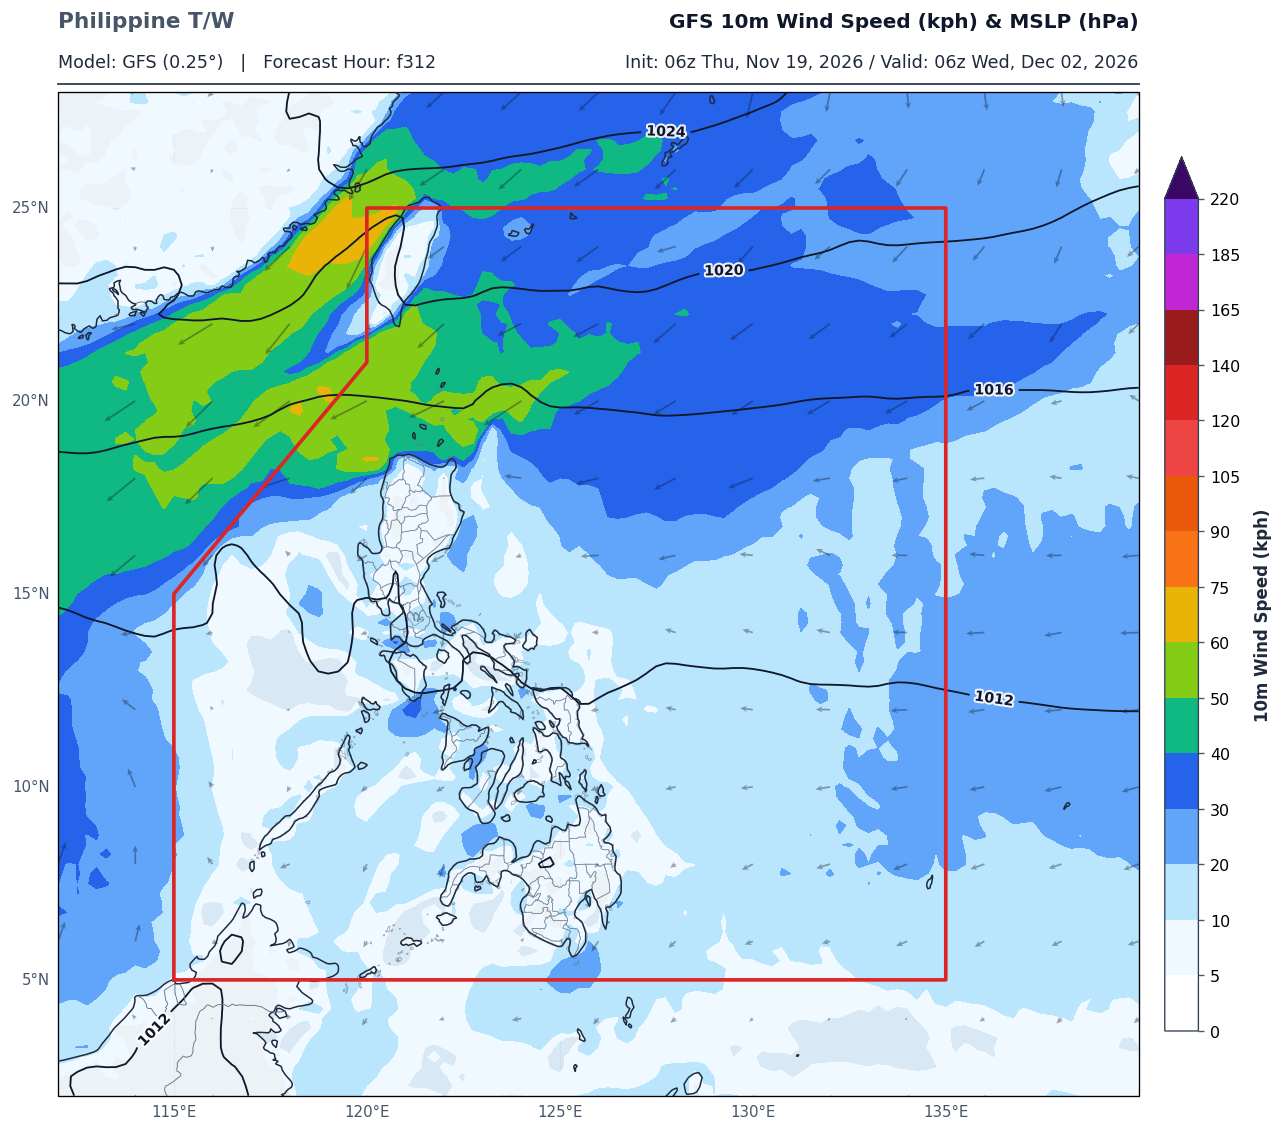 Philippine T/W
GFS 10m Wind Speed (kph) & MSLP (hPa)
Model: GFS (0.25°)   |   Forecast Hour: f312
Init: 06z Thu, Nov 19, 2026 / Valid: 06z Wed, Dec 02, 2026
1024
1020
1016
1012
1012
25°N
20°N
15°N
10°N
5°N
115°E
120°E
125°E
130°E
135°E
220
185
165
140
120
105
90
75
60
50
40
30
20
10
5
0
10m Wind Speed (kph)